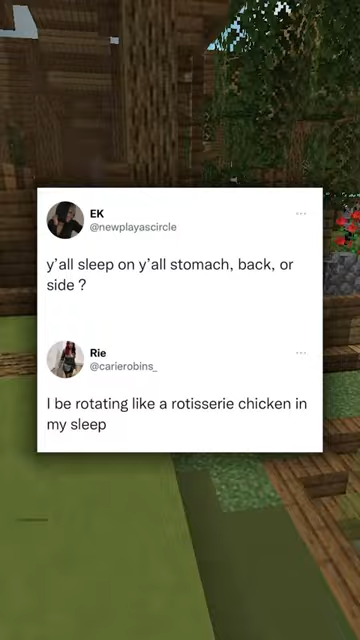 EK
@newplayascircle
y'all sleep on y'all stomach, back, or
side ?
Rie
@carierobins_
I be rotating like a rotisserie chicken in
my sleep